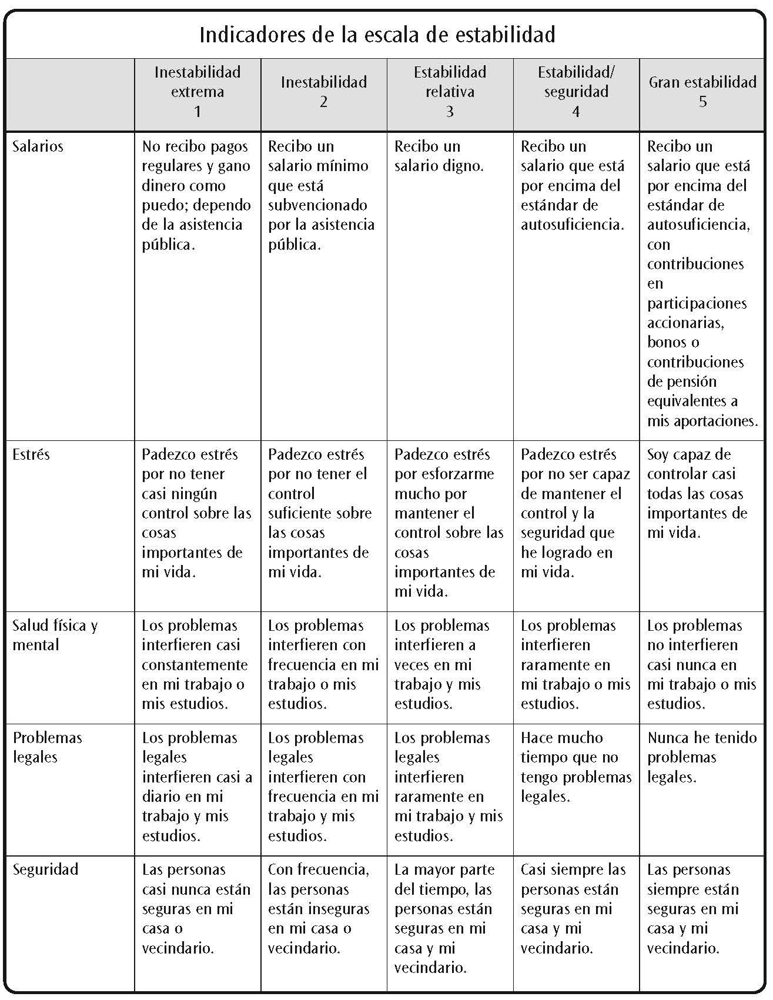 Indicadores de la escala de estabilidad
Inestabilidad
extrema
1
Inestabilidad
2
Estabilidad
relativa
3
Estabilidad/
seguridad
4
Gran estabilidad
5
Salarios
No recibo pagos
regulares y gano
dinero como
puedo; dependo
de la asistencia
pública.
Recibo un
salario mínimo
que está
subvencionado
por la asistencia
pública.
Recibo un
salario digno.
Recibo un
salario que está
por encima del
estándar de
autosuficiencia.
Recibo un
salario que está
por encima del
estándar de
autosuficiencia,
con
contribuciones
en
participaciones
accionarias,
bonos o
contribuciones
de pensión
equivalentes a
mis aportaciones.
Estrés
Padezco estrés
por no tener
casi ningún
control sobre las
cosas
importantes de
mi vida.
Padezco estrés
por no tener el
control
suficiente sobre
las cosas
importantes de
mi vida.
Padezco estrés
por esforzarme
mucho por
mantener el
control sobre las
cosas
importantes de
mi vida.
Padezco estrés
por no ser capaz
de mantener el
control y la
seguridad que
he logrado en
mi vida.
Soy capaz de
controlar casi
todas las cosas
importantes de
mi vida.
Salud física y
mental
Los problemas
interfieren casi
constantemente
en mi trabajo o
mis estudios.
Los problemas
interfieren con
frecuencia en mi
trabajo o mis
estudios.
Los problemas
interfieren a
veces en mi
trabajo y mis
estudios.
Los problemas
interfieren
raramente en
mi trabajo o mis
estudios.
Los problemas
no interfieren
casi nunca en
mi trabajo o mis
estudios.
Problemas
legales
Los problemas
legales
interfieren casi a
diario en mi
trabajo y mis
estudios.
Los problemas
legales
interfieren con
frecuencia en mi
trabajo y mis
estudios.
Los problemas
legales
interfieren
raramente en
mi trabajo y mis
estudios.
Hace mucho
tiempo que no
tengo problemas
legales.
Nunca he tenido
problemas
legales.
Seguridad
Las personas
casi nunca están
seguras en mi
casa o
vecindario.
Con frecuencia,
las personas
están inseguras
en mi casa o
vecindario.
La mayor parte
del tiempo, las
personas están
seguras en mi
casa y mi
vecindario.
Casi siempre las
personas están
seguras en mi
casa y mi
vecindario.
Las personas
siempre están
seguras en mi
casa y mi
vecindario.